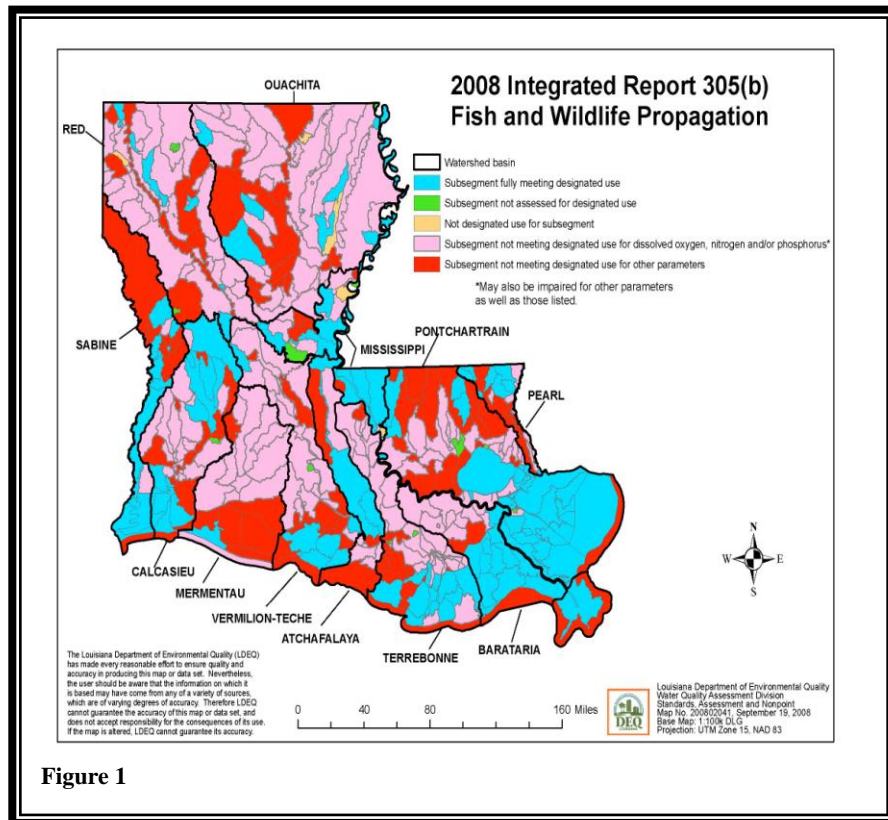 2008 Integrated Report 305(b)
Fish and Wildlife Propagation
OUACHITA
RED
Watershed basin
Subsegment fully meeting designated use
Subsegment not assessed for designated use
Not designated use for subsegment
Subsegment not meeting designated use for dissolved oxygen, nitrogen and/or phosphorus*
Subsegment not meeting designated use for other parameters
*May also be impaired for other parameters
as well as those listed.
SABINE
MISSISSIPPI
PONTCHARTRAIN
PEARL
CALCASIEU
MERMENTAU
VERMILION-TECHE
ATCHAFALAYA
TERREBONNE
BARATARIA
N
W
E
S
The Louisiana Department of Environmental Quality (LDEQ)
has made every reasonable effort to ensure quality and
accuracy in producing this map or data set. Nevertheless,
the user should be aware that the information on which it
is based may have come from any of a variety of sources,
which are of varying degrees of accuracy. Therefore LDEQ
cannot guarantee the accuracy of this map or data set, and
does not accept responsibility for the consequences of its use.
If the map is altered, LDEQ cannot guarantee its accuracy.
0 40 80 160 Miles
DEQ
LOUISIANA
Louisiana Department of Environmental Quality
Water Quality Assessment Division
Standards, Assessment and Nonpoint
Map No. 200802041, September 19, 2008
Base Map: 1:100k DLG
Projection: UTM Zone 15, NAD 83
Figure 1